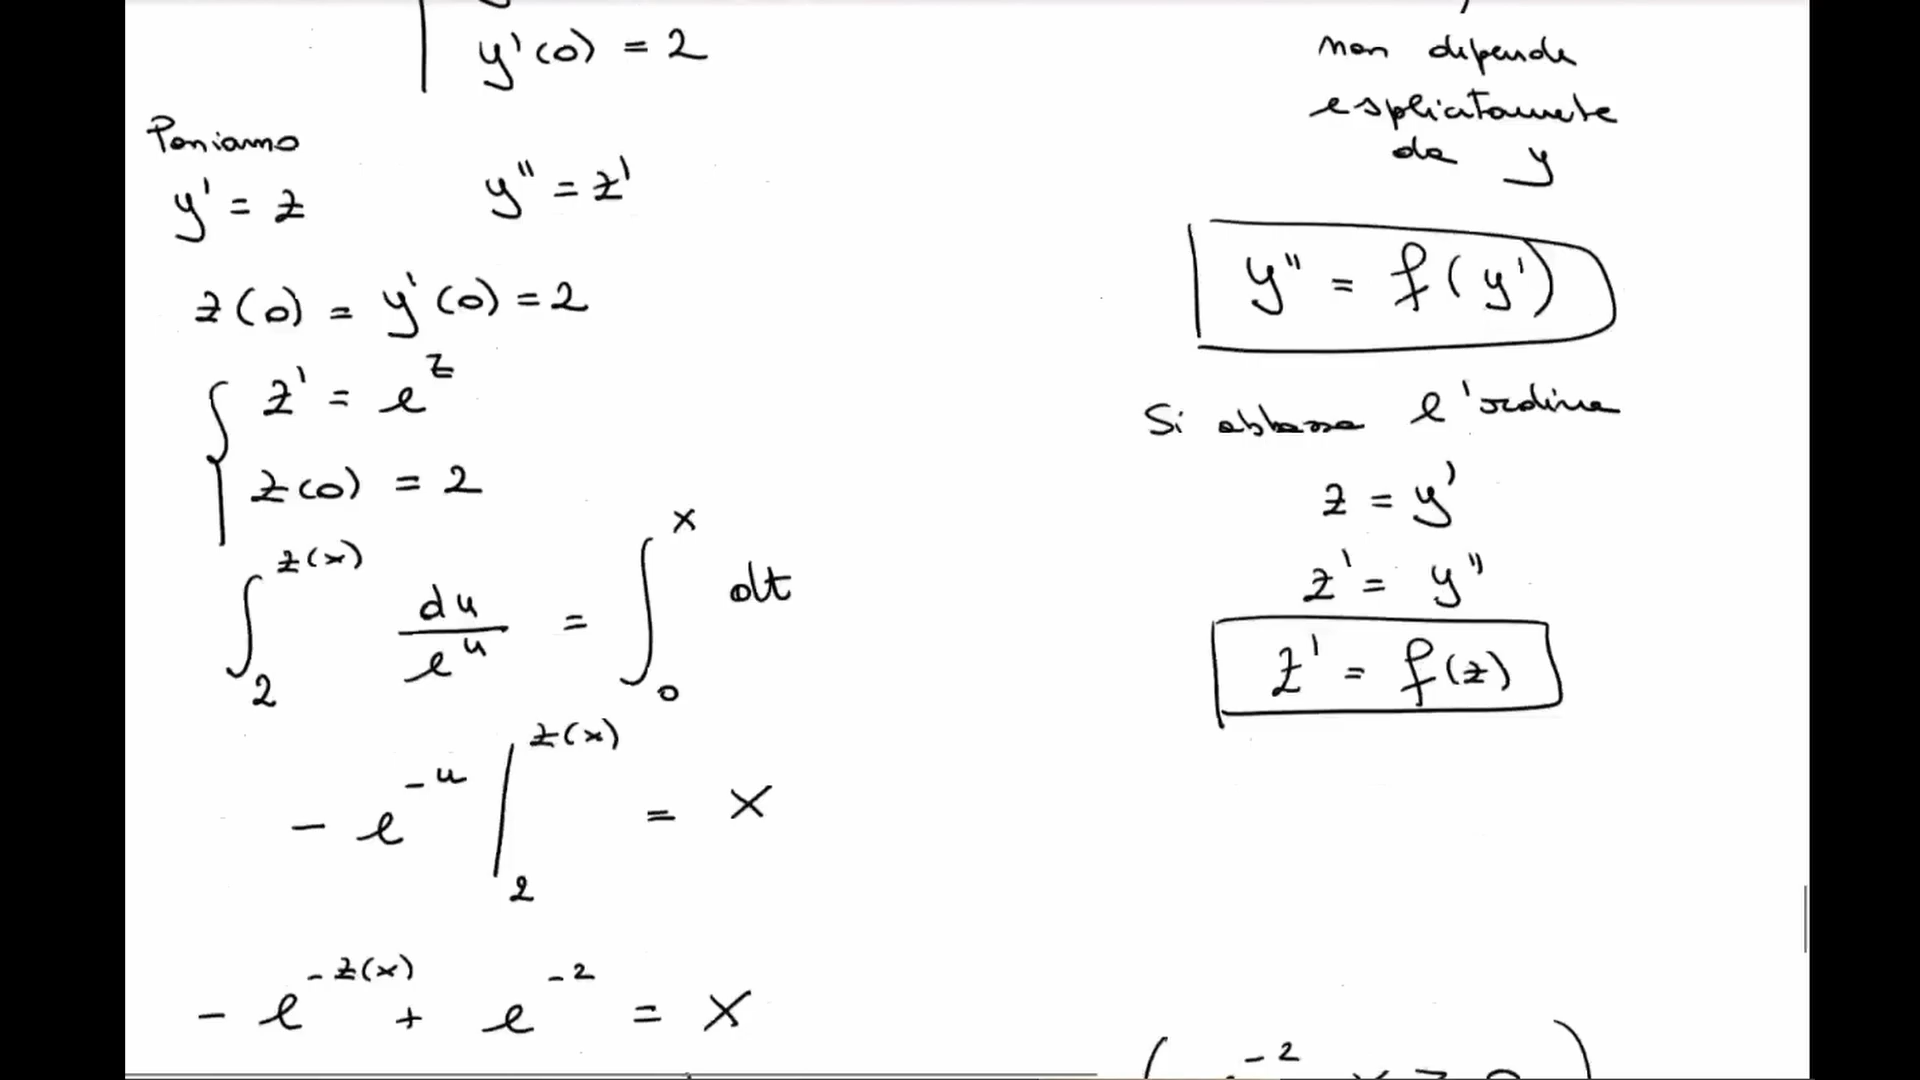 y'(0) = 2
Poniamo
y' = z y'' = z'
z(0) = y'(0) = 2
z' = e^z
z(0) = 2
∫_2^{z(x)} du/e^u = ∫_0^x dt
- e^{-u} |_2^{z(x)} = x
- e^{-z(x)} + e^{-2} = x
non dipende
esplicitamente
da y
y'' = f(y')
Si abbassa l'ordine
z = y'
z' = y''
z' = f(z)